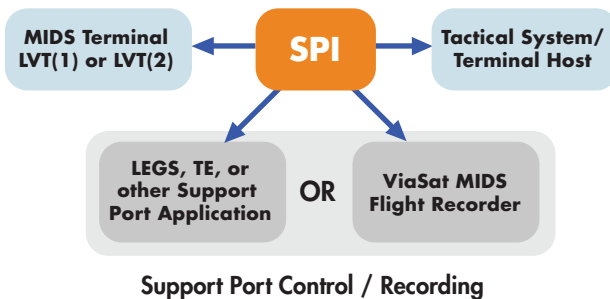 MIDS Terminal
LVT(1) or LVT(2)
SPI
Tactical System/
Terminal Host
LEGS, TE, or
other Support
Port Application
OR
ViaSat MIDS
Flight Recorder
Support Port Control / Recording